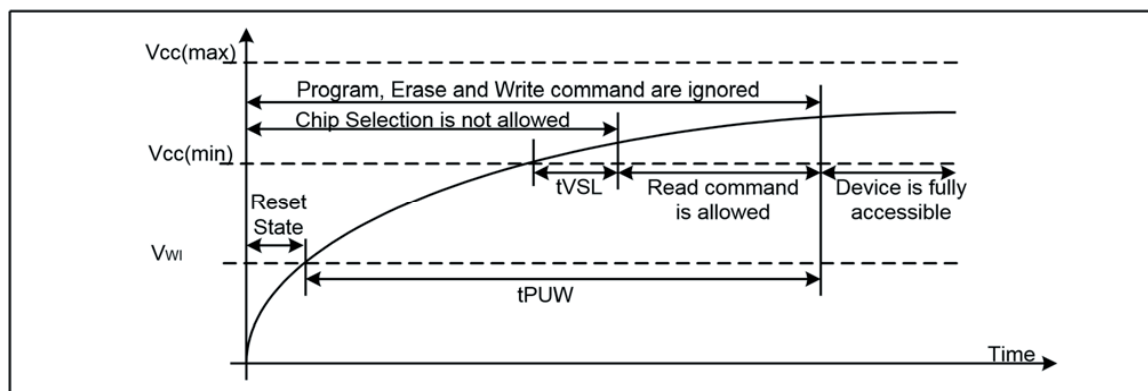 Vcc(max)
Program, Erase and Write command are ignored
Chip Selection is not allowed
Vcc(min)
tVSL
Read command
is allowed
Device is fully
accessible
Reset
State
VWI
tPUW
Time